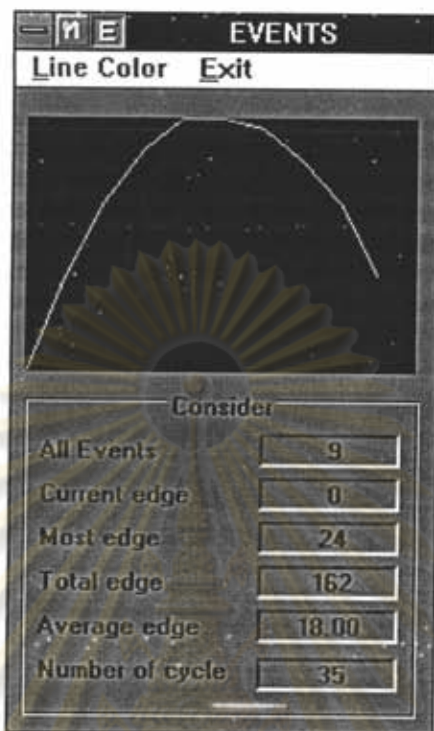 EVENTS
Line Color Exit
Consider
All Events 9
Current edge 0
Most edge 24
Total edge 162
Average edge 18.00
Number of cycle 35